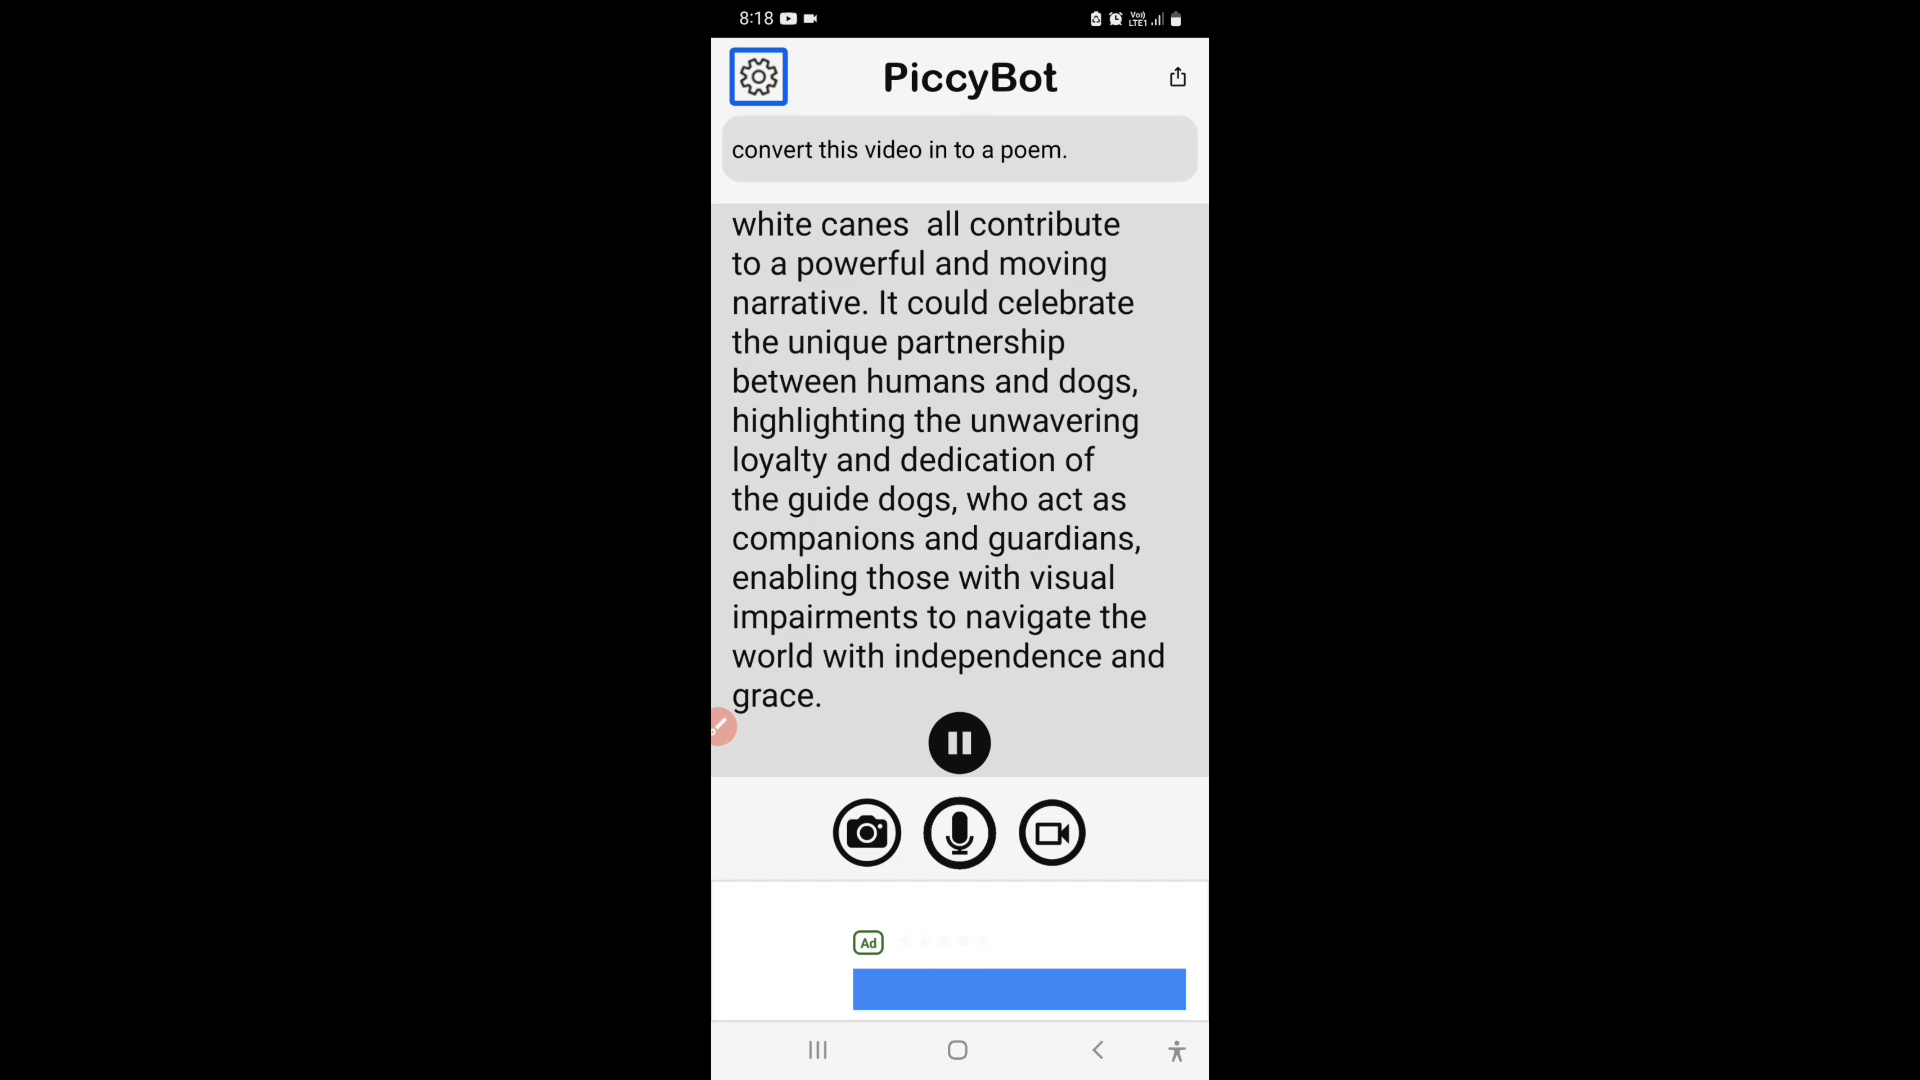 8:18
Vo))
LTE1
PiccyBot
convert this video in to a poem.
white canes  all contribute
to a powerful and moving
narrative. It could celebrate
the unique partnership
between humans and dogs,
highlighting the unwavering
loyalty and dedication of
the guide dogs, who act as
companions and guardians,
enabling those with visual
impairments to navigate the
world with independence and
grace.
Ad